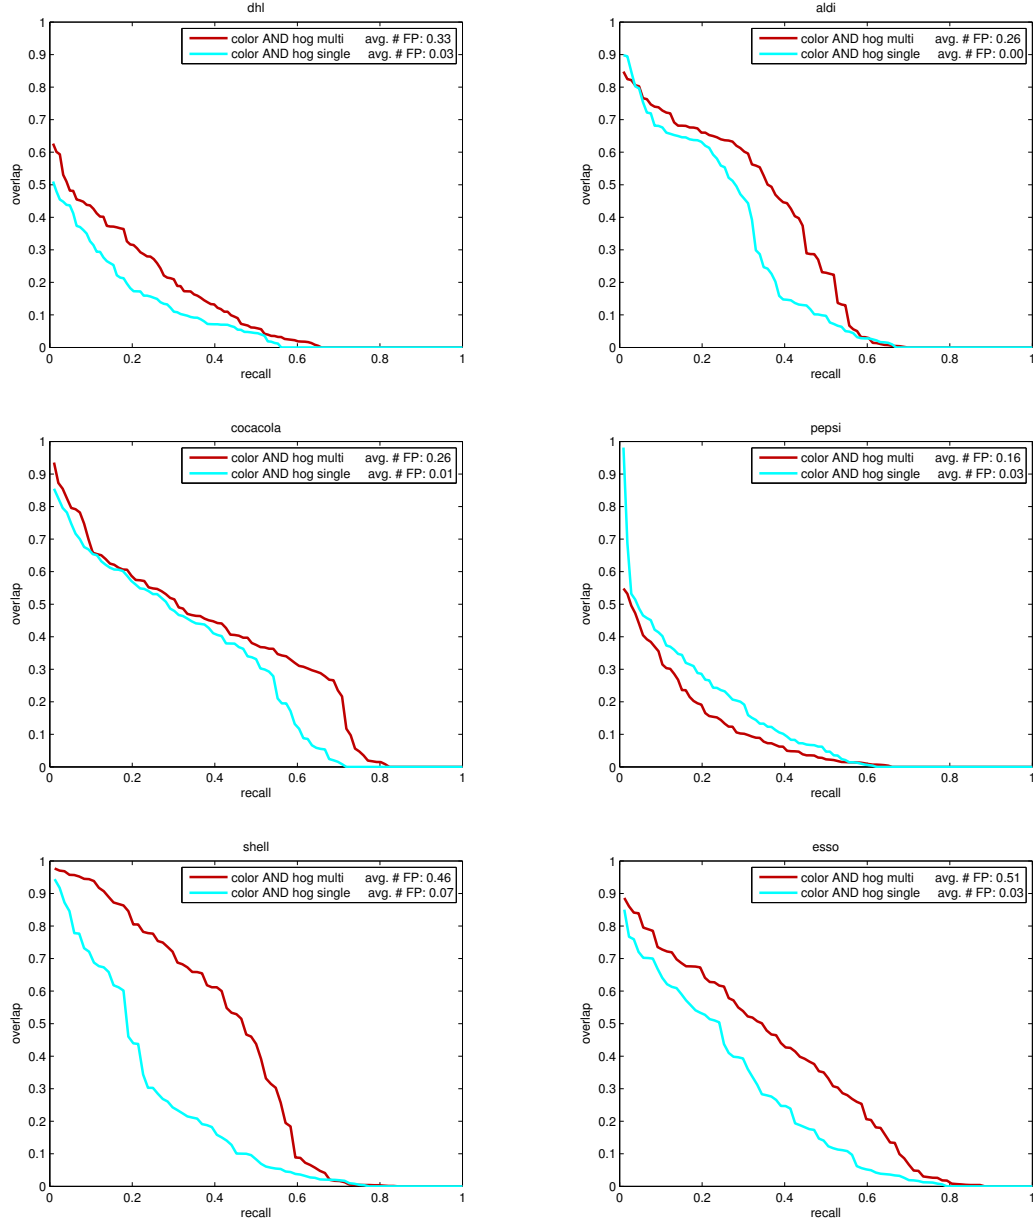 dhl
color AND hog multi avg. # FP: 0.33
color AND hog single avg. # FP: 0.03
1
0.9
0.8
0.7
0.6
0.5
0.4
0.3
0.2
0.1
0
overlap
0 0.2 0.4 0.6 0.8 1
recall
aldi
color AND hog multi avg. # FP: 0.26
color AND hog single avg. # FP: 0.00
1
0.9
0.8
0.7
0.6
0.5
0.4
0.3
0.2
0.1
0
overlap
0 0.2 0.4 0.6 0.8 1
recall
cocacola
color AND hog multi avg. # FP: 0.26
color AND hog single avg. # FP: 0.01
1
0.9
0.8
0.7
0.6
0.5
0.4
0.3
0.2
0.1
0
overlap
0 0.2 0.4 0.6 0.8 1
recall
pepsi
color AND hog multi avg. # FP: 0.16
color AND hog single avg. # FP: 0.03
1
0.9
0.8
0.7
0.6
0.5
0.4
0.3
0.2
0.1
0
overlap
0 0.2 0.4 0.6 0.8 1
recall
shell
color AND hog multi avg. # FP: 0.46
color AND hog single avg. # FP: 0.07
1
0.9
0.8
0.7
0.6
0.5
0.4
0.3
0.2
0.1
0
overlap
0 0.2 0.4 0.6 0.8 1
recall
esso
color AND hog multi avg. # FP: 0.51
color AND hog single avg. # FP: 0.03
1
0.9
0.8
0.7
0.6
0.5
0.4
0.3
0.2
0.1
0
overlap
0 0.2 0.4 0.6 0.8 1
recall